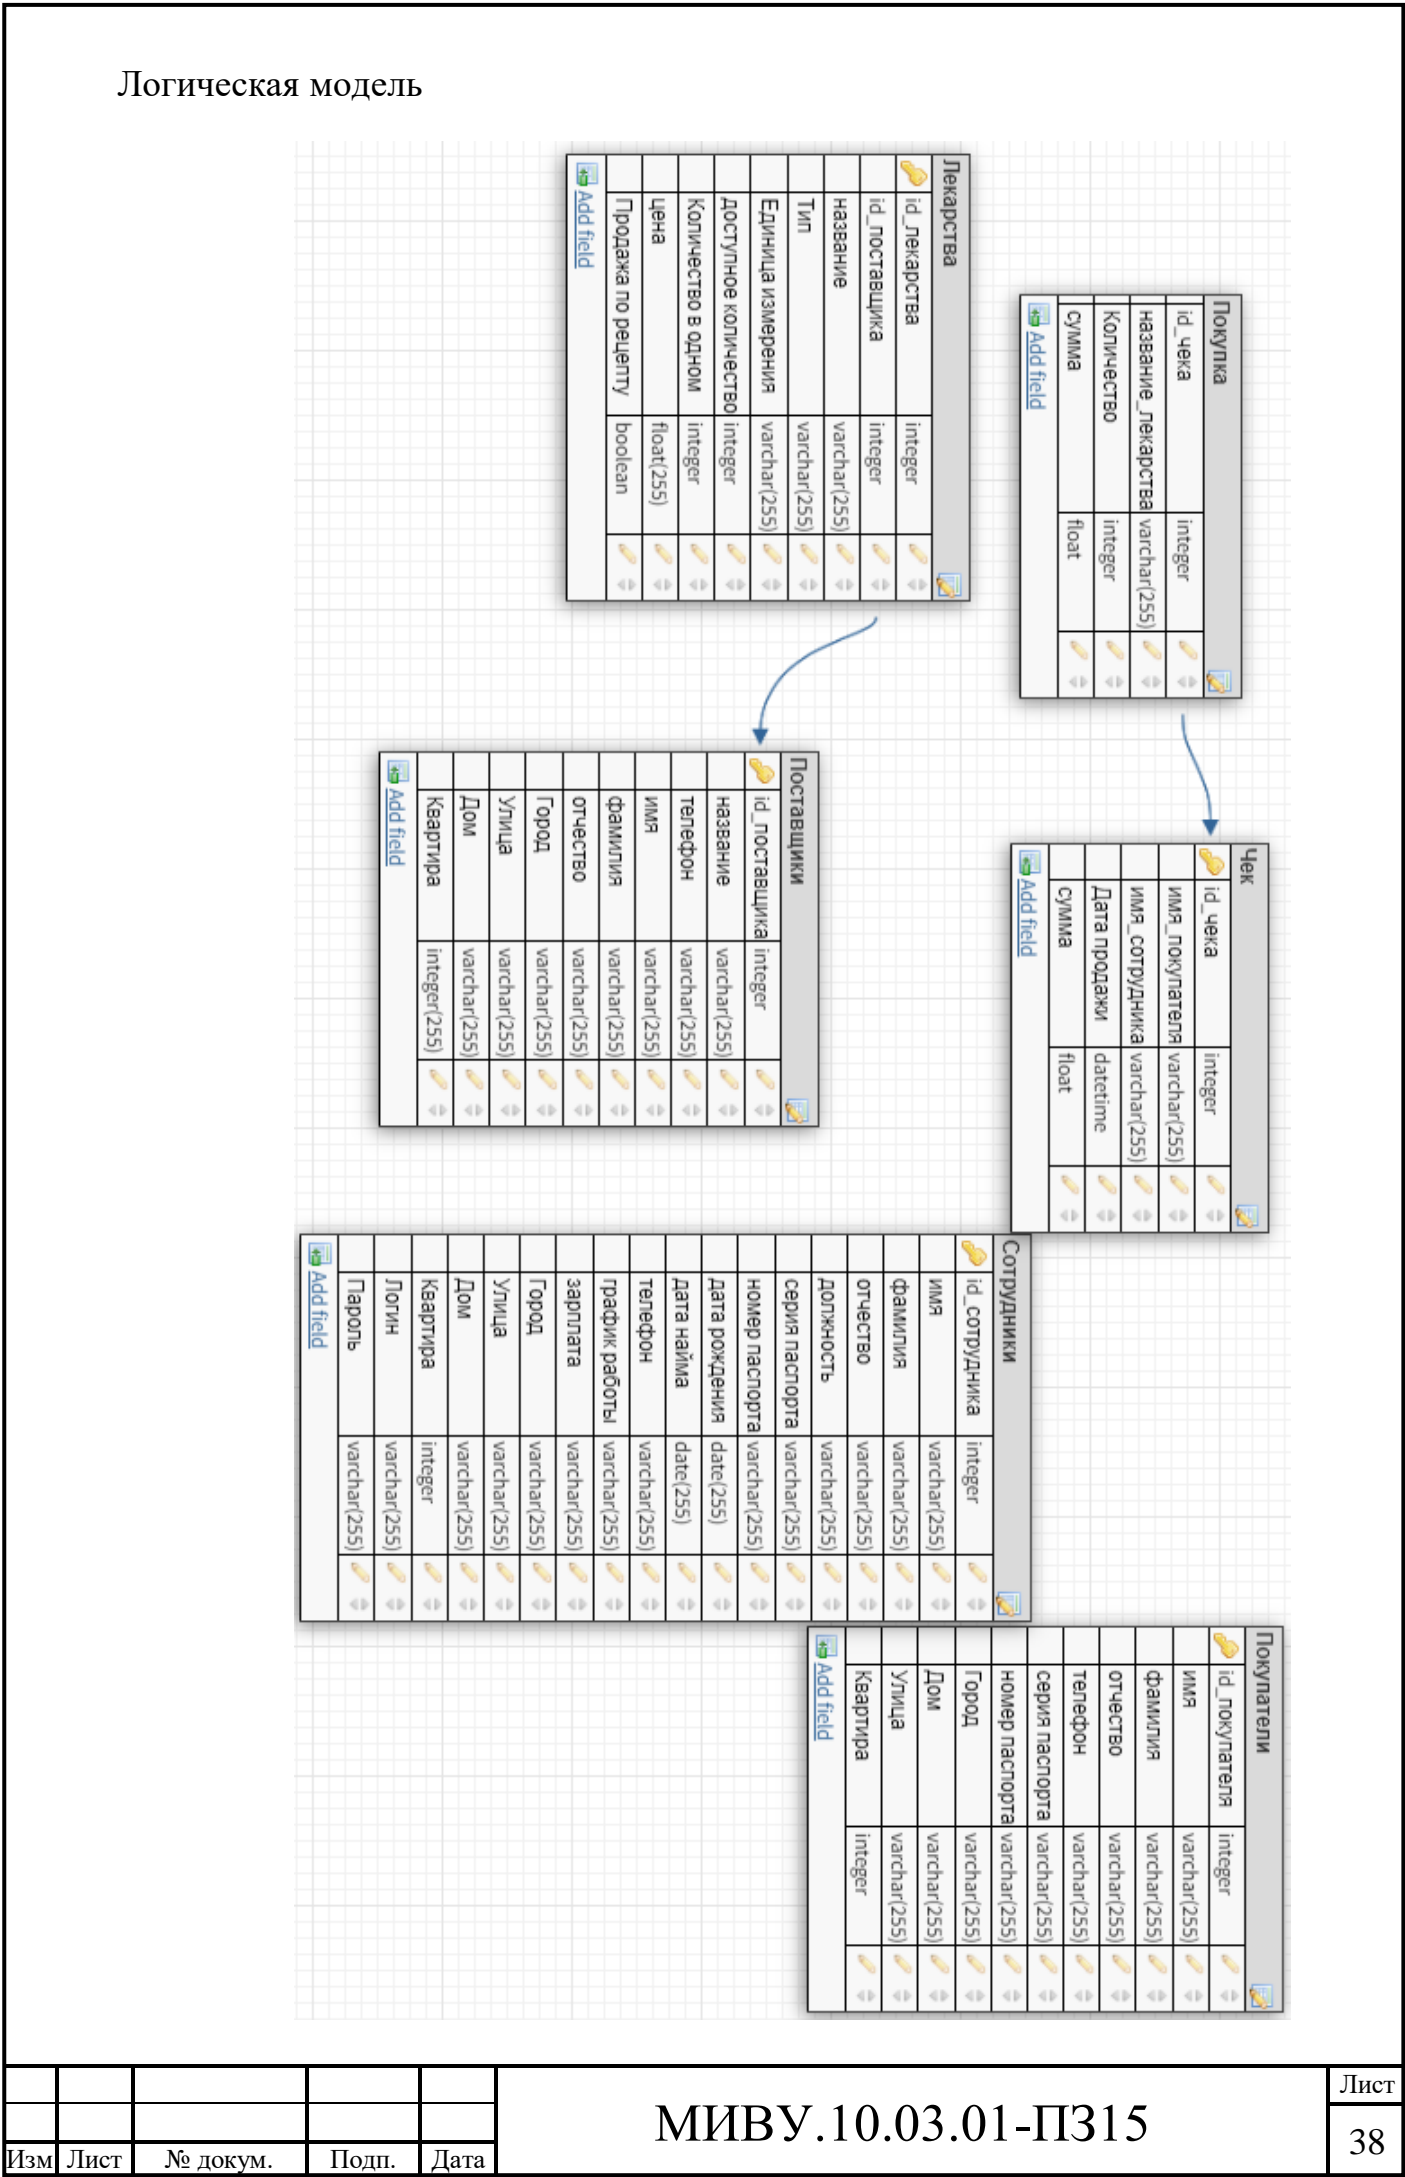 Логическая модель
Покупка
id_чека integer
название_лекарства varchar(255)
Количество integer
сумма float
Add field
Чек
id_чека integer
имя_покупателя varchar(255)
имя_сотрудника varchar(255)
Дата продажи datetime
сумма float
Add field
Покупатели
id_покупателя integer
имя varchar(255)
фамилия varchar(255)
отчество varchar(255)
телефон varchar(255)
серия паспорта varchar(255)
номер паспорта varchar(255)
Город varchar(255)
Дом varchar(255)
Улица varchar(255)
Квартира integer
Add field
Лекарства
id_лекарства integer
id_поставщика integer
название varchar(255)
Тип varchar(255)
Единица измерения varchar(255)
доступное количество integer
Количество в одном integer
цена float(255)
Продажа по рецепту boolean
Add field
Поставщики
id_поставщика integer
название varchar(255)
телефон varchar(255)
имя varchar(255)
фамилия varchar(255)
отчество varchar(255)
Город varchar(255)
Улица varchar(255)
Дом varchar(255)
Квартира integer(255)
Add field
Сотрудники
id_сотрудника integer
имя varchar(255)
фамилия varchar(255)
отчество varchar(255)
должность varchar(255)
серия паспорта varchar(255)
номер паспорта varchar(255)
дата рождения date(255)
дата найма date(255)
телефон varchar(255)
график работы varchar(255)
зарплата varchar(255)
Город varchar(255)
Улица varchar(255)
Дом varchar(255)
Квартира integer
Логин varchar(255)
Пароль varchar(255)
Add field
МИВУ.10.03.01-ПЗ15
Лист
38
Изм Лист № докум. Подп. Дата